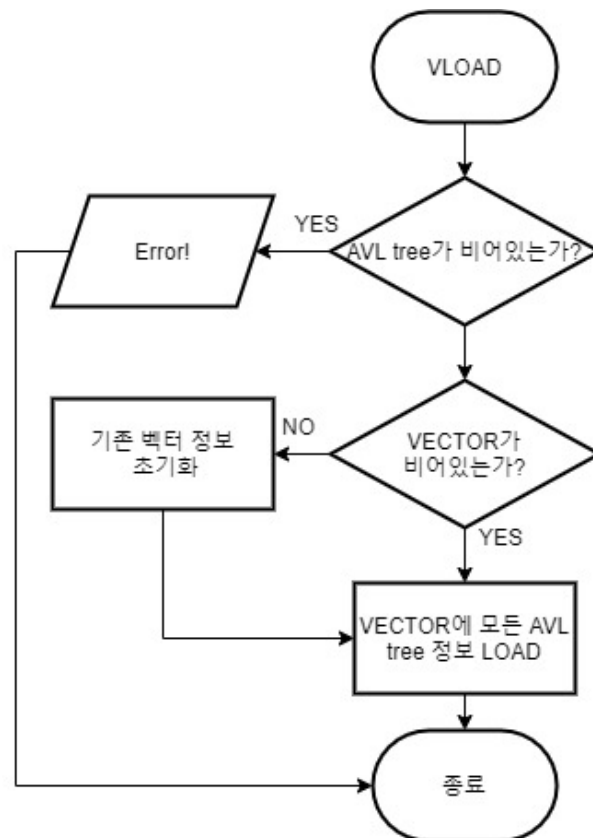 VLOAD
YES
AVL tree가 비어있는가?
Error!
NO
VECTOR가
비어있는가?
기존 벡터 정보
초기화
YES
VECTOR에 모든 AVL
tree 정보 LOAD
종료